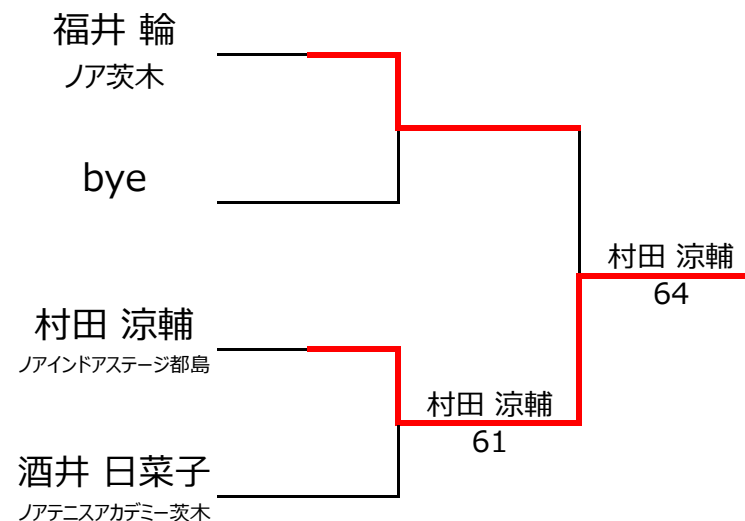 福井 輪
ノア茨木
bye
村田 涼輔
64
村田 涼輔
ノアインドアステージ都島
村田 涼輔
61
酒井 日菜子
ノアテニスアカデミー茨木